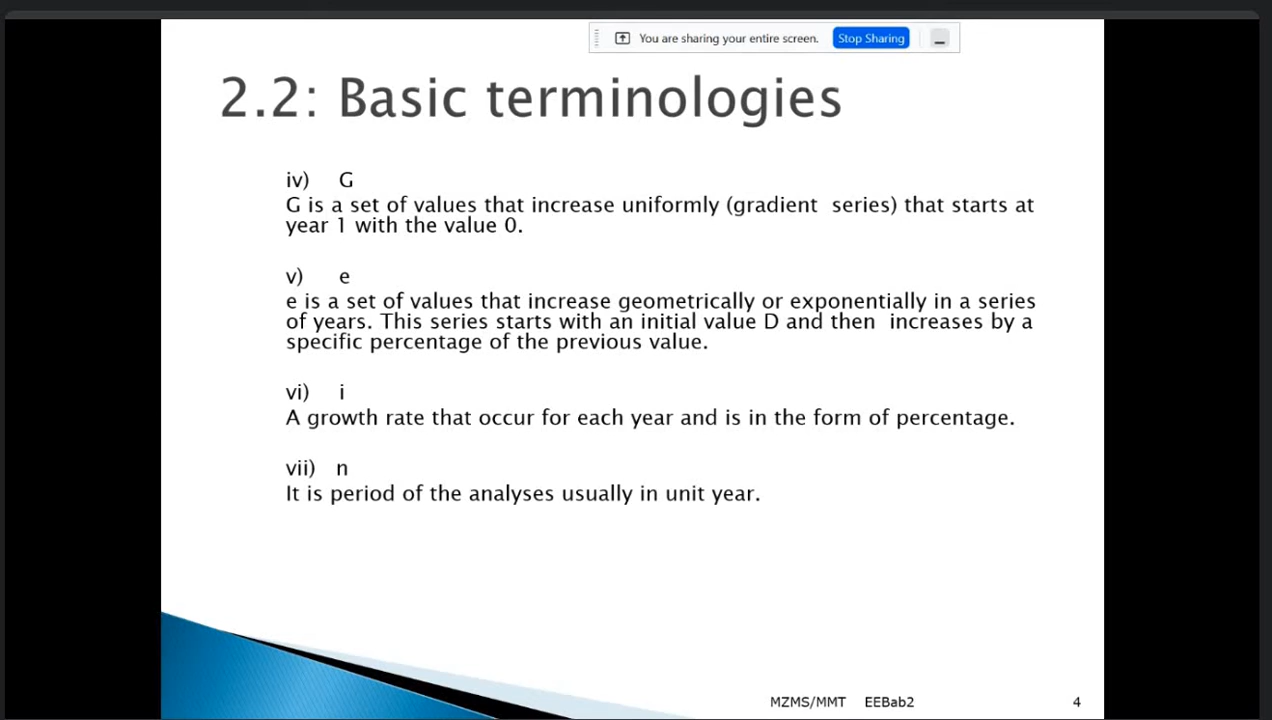 You are sharing your entire screen. Stop Sharing
2.2: Basic terminologies
iv) G
G is a set of values that increase uniformly (gradient series) that starts at
year 1 with the value 0.
v) e
e is a set of values that increase geometrically or exponentially in a series
of years. This series starts with an initial value D and then increases by a
specific percentage of the previous value.
vi) i
A growth rate that occur for each year and is in the form of percentage.
vii) n
It is period of the analyses usually in unit year.
MZMS/MMT EEBab2 4